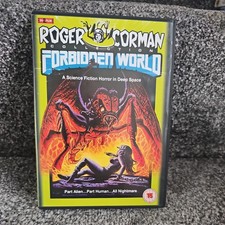 ROGER CORMAN
COLLECTION
FORBIDDEN WORLD
A Science Fiction Horror in Deep Space
Part Alien...Part Human...All Nightmare
15